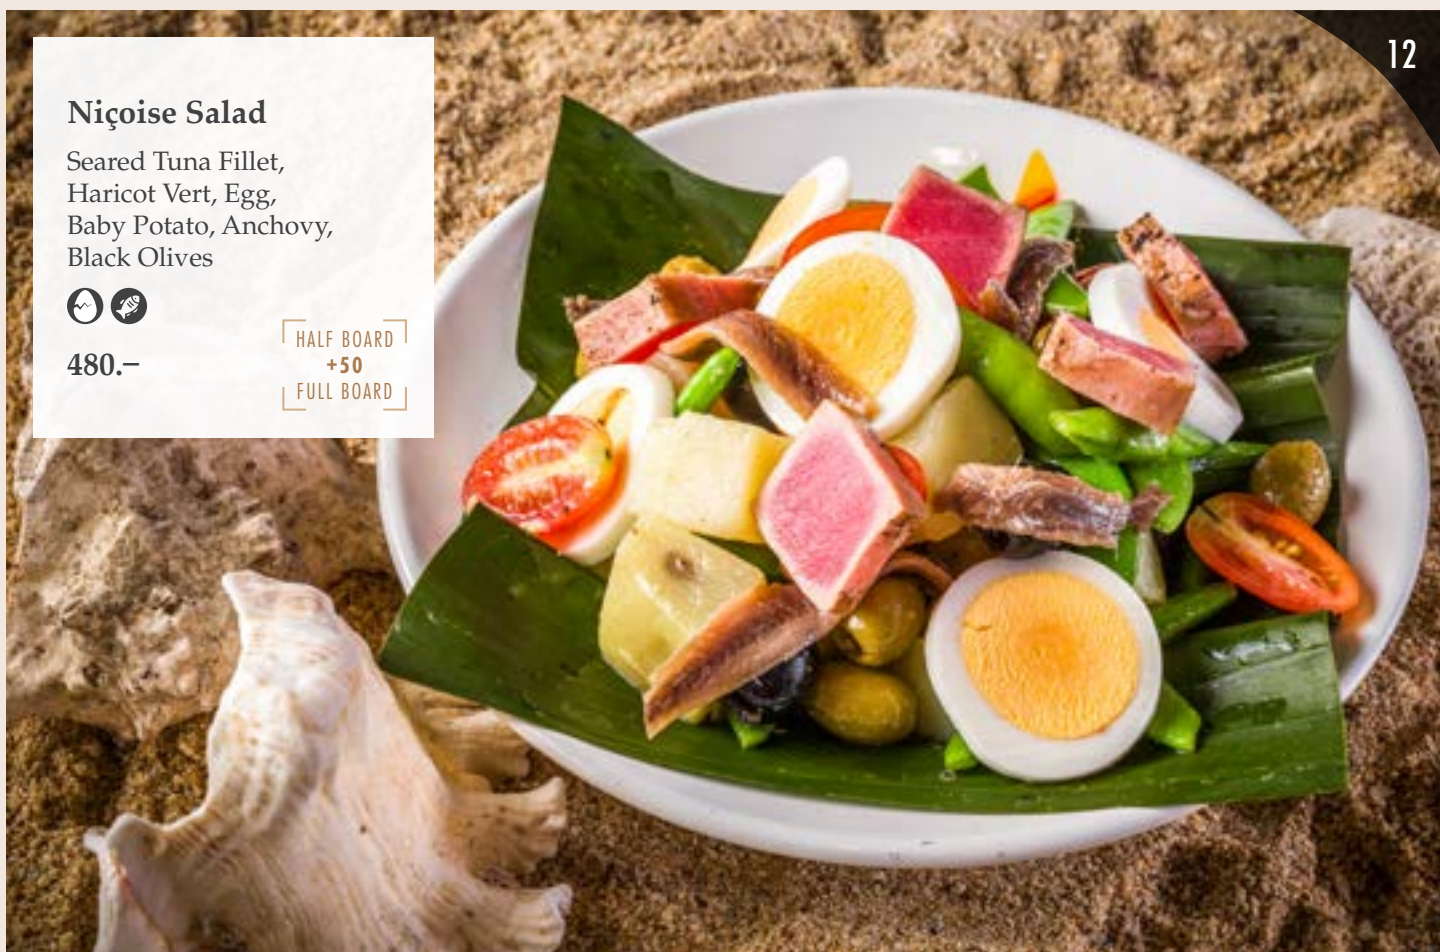 12
Niçoise Salad
Seared Tuna Fillet,
Haricot Vert, Egg,
Baby Potato, Anchovy,
Black Olives
480.–
HALF BOARD
+50
FULL BOARD